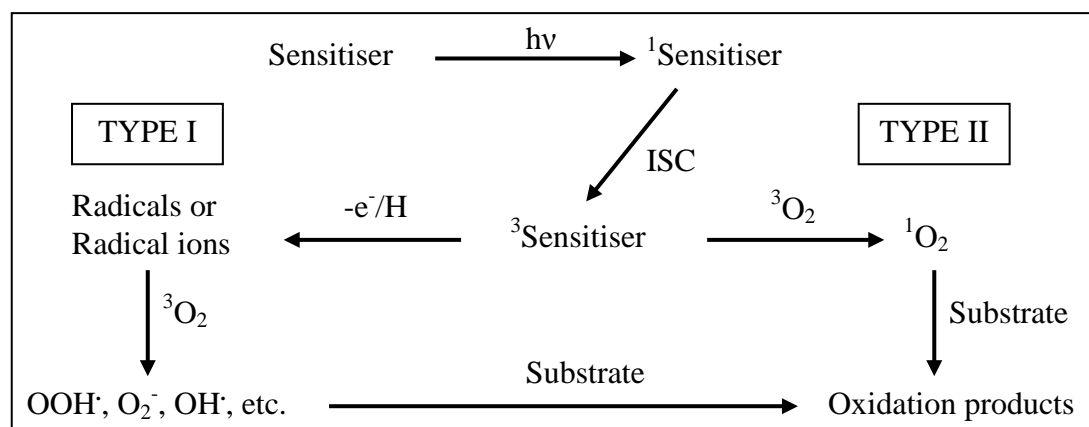 hν
Sensitiser ¹Sensitiser
TYPE I TYPE II
ISC
Radicals or
Radical ions
-e⁻/H
³Sensitiser
³O₂
¹O₂
³O₂
Substrate
Substrate
OOH·, O₂⁻, OH·, etc.
Oxidation products